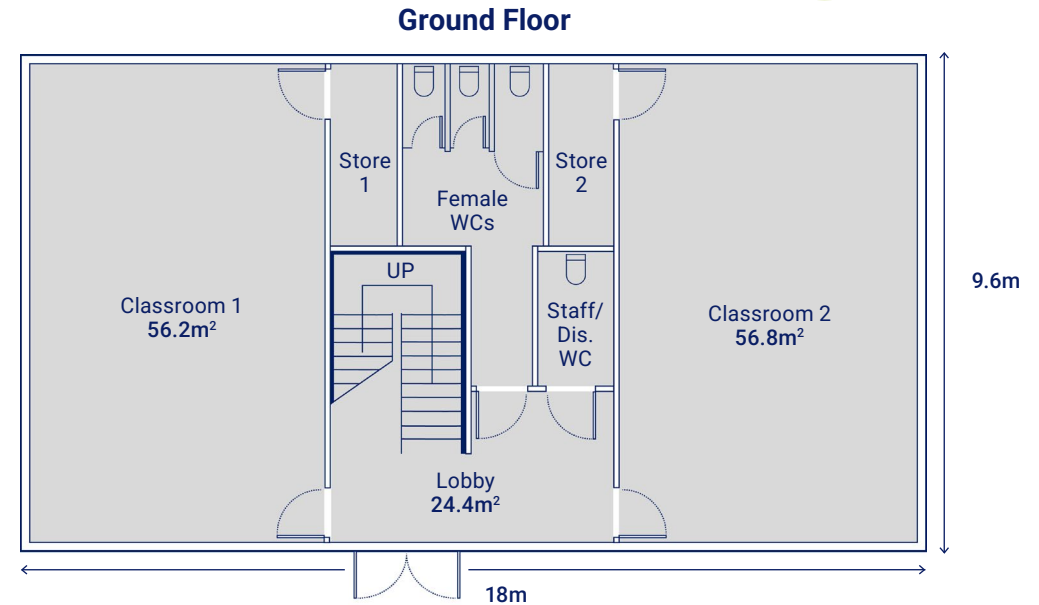 Ground Floor
Store
1
Store
2
Female
WCs
UP
Classroom 1
56.2m²
Staff/
Dis.
WC
Classroom 2
56.8m²
9.6m
Lobby
24.4m²
18m